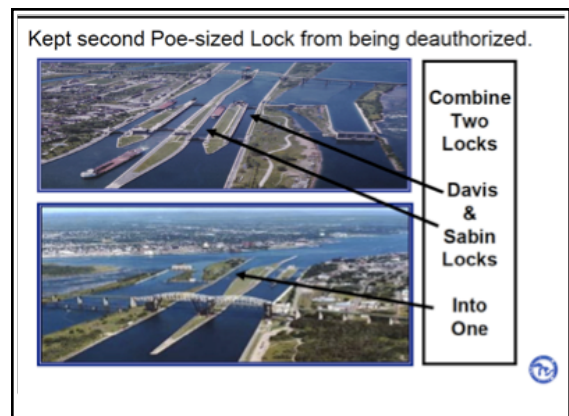 Kept second Poe-sized Lock from being deauthorized.
Combine
Two
Locks
Davis
&
Sabin
Locks
Into
One